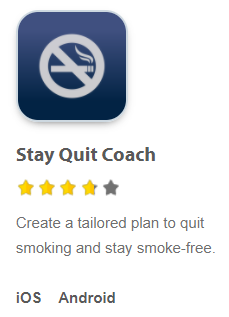 Stay Quit Coach
Create a tailored plan to quit
smoking and stay smoke-free.
iOS Android